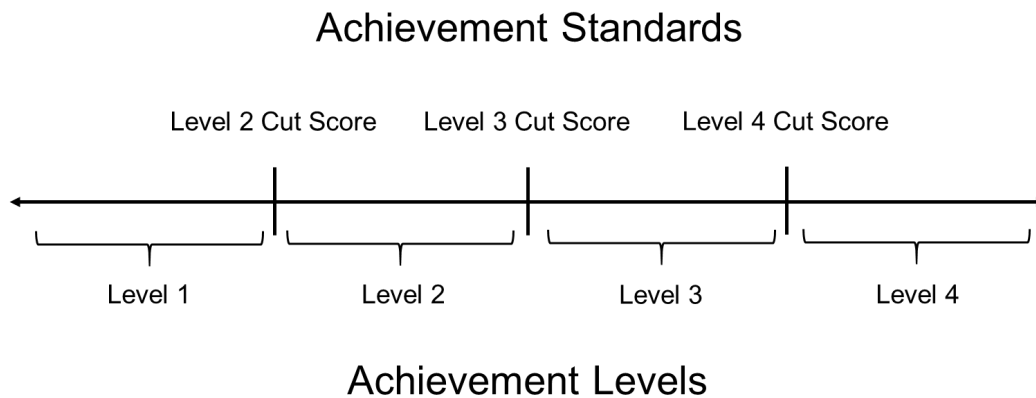 Achievement Standards
Level 2 Cut Score
Level 3 Cut Score
Level 4 Cut Score
Level 1
Level 2
Level 3
Level 4
Achievement Levels